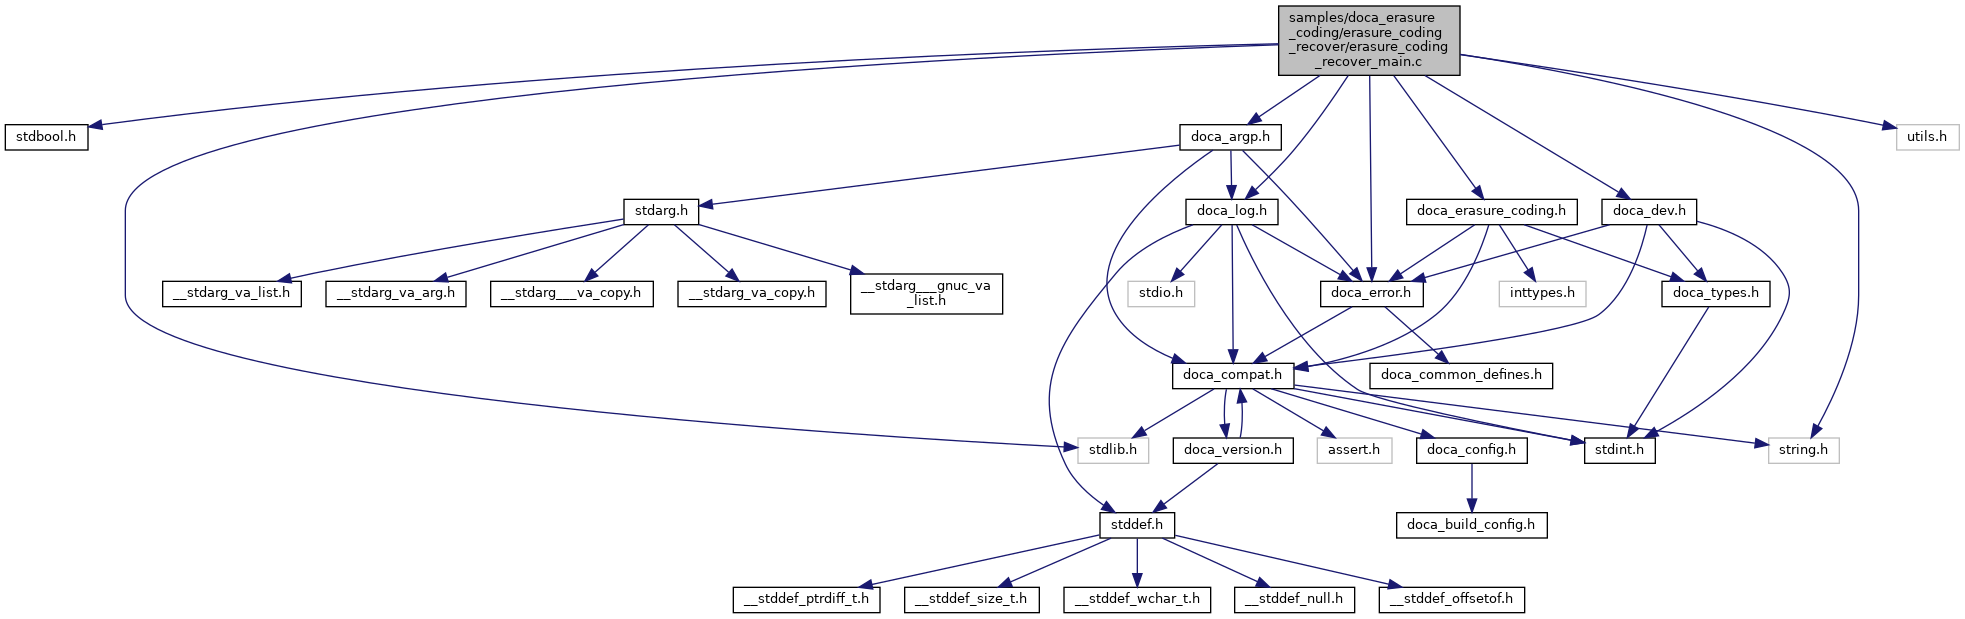 samples/doca_erasure
_coding/erasure_coding
_recover/erasure_coding
_recover_main.c
stdbool.h
doca_argp.h
utils.h
stdarg.h
doca_log.h
doca_erasure_coding.h
doca_dev.h
__stdarg_va_list.h
__stdarg_va_arg.h
__stdarg___va_copy.h
__stdarg_va_copy.h
__stdarg___gnuc_va
_list.h
stdio.h
doca_error.h
inttypes.h
doca_types.h
doca_compat.h
doca_common_defines.h
stdlib.h
doca_version.h
assert.h
doca_config.h
stdint.h
string.h
stddef.h
doca_build_config.h
__stddef_ptrdiff_t.h
__stddef_size_t.h
__stddef_wchar_t.h
__stddef_null.h
__stddef_offsetof.h